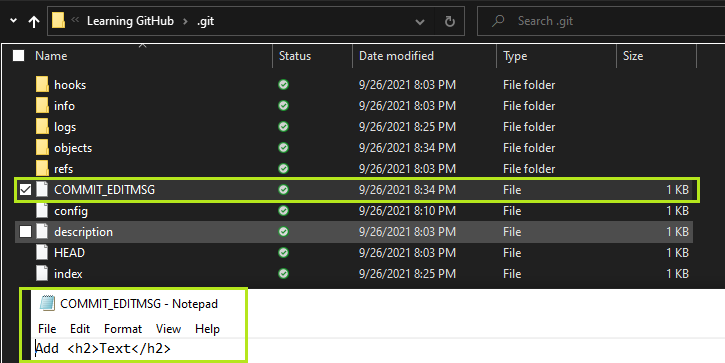 Learning GitHub > .git Search .git
Name Status Date modified Type Size
hooks 9/26/2021 8:03 PM File folder
info 9/26/2021 8:03 PM File folder
logs 9/26/2021 8:25 PM File folder
objects 9/26/2021 8:34 PM File folder
refs 9/26/2021 8:03 PM File folder
COMMIT_EDITMSG 9/26/2021 8:34 PM File 1 KB
config 9/26/2021 8:10 PM File 1 KB
description 9/26/2021 8:03 PM File 1 KB
HEAD 9/26/2021 8:03 PM File 1 KB
index 9/26/2021 8:25 PM File 1 KB
COMMIT_EDITMSG - Notepad
File Edit Format View Help
Add <h2>Text</h2>